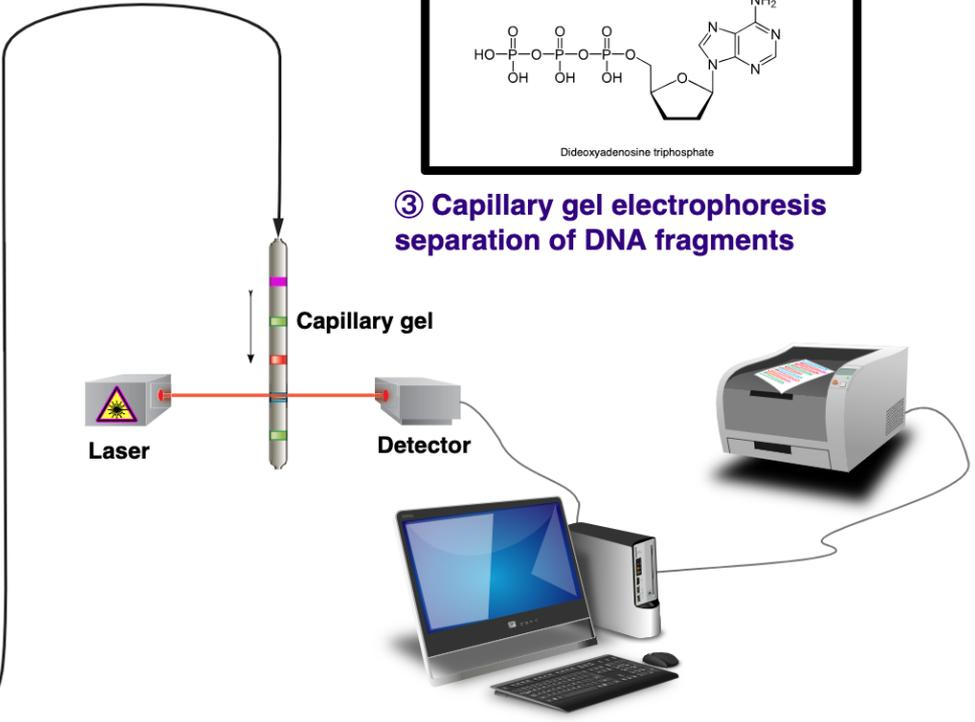 NH₂
N
N
N
N
O
O
O
HO-P-O-P-O-P-O
OH
OH
OH
O
Dideoxyadenosine triphosphate
③ Capillary gel electrophoresis
separation of DNA fragments
Capillary gel
Laser
Detector